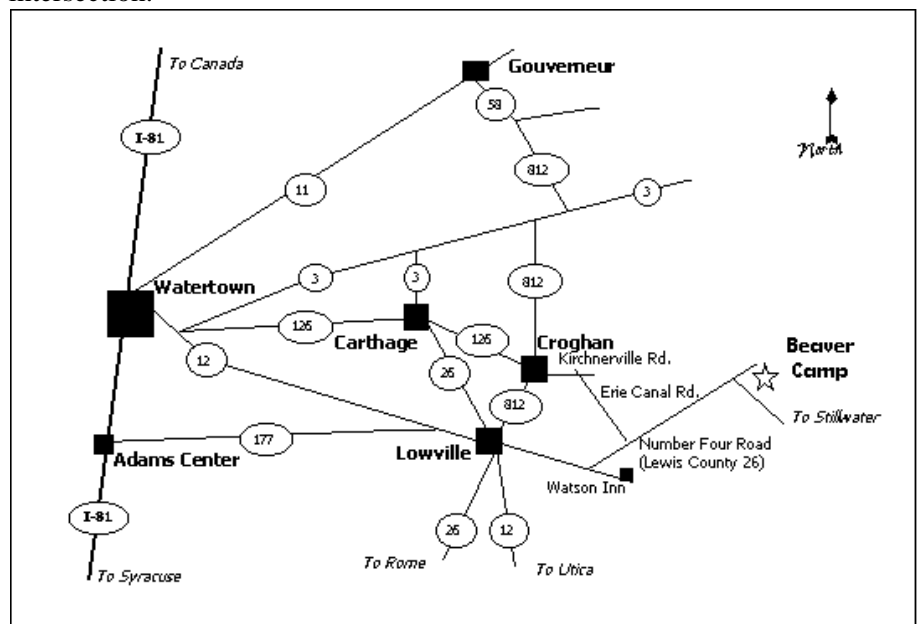 To Canada
Gouverneur
58
I-81
812
North
11
3
Watertown
3
3
812
126
Carthage
126
Croghan
Kirchnerville Rd.
Beaver
Camp
12
26
Erie Canal Rd.
812
To Stillwater
177
Adams Center
Lowville
Number Four Road
(Lewis County 26)
Watson Inn
I-81
26
12
To Rome
To Utica
To Syracuse